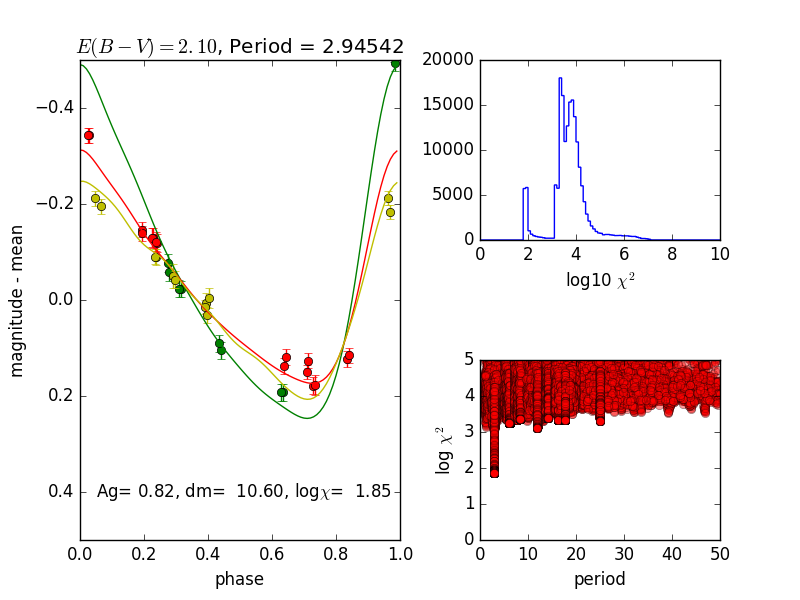 E(B − V) = 2.10, Period = 2.94542
magnitude - mean
−0.4
−0.2
0.0
0.2
0.4
Ag= 0.82, dm= 10.60, logχ= 1.85
0.0 0.2 0.4 0.6 0.8 1.0
phase
20000
15000
10000
5000
0
0 2 4 6 8 10
log10 χ²
log χ²
5
4
3
2
1
0
0 10 20 30 40 50
period